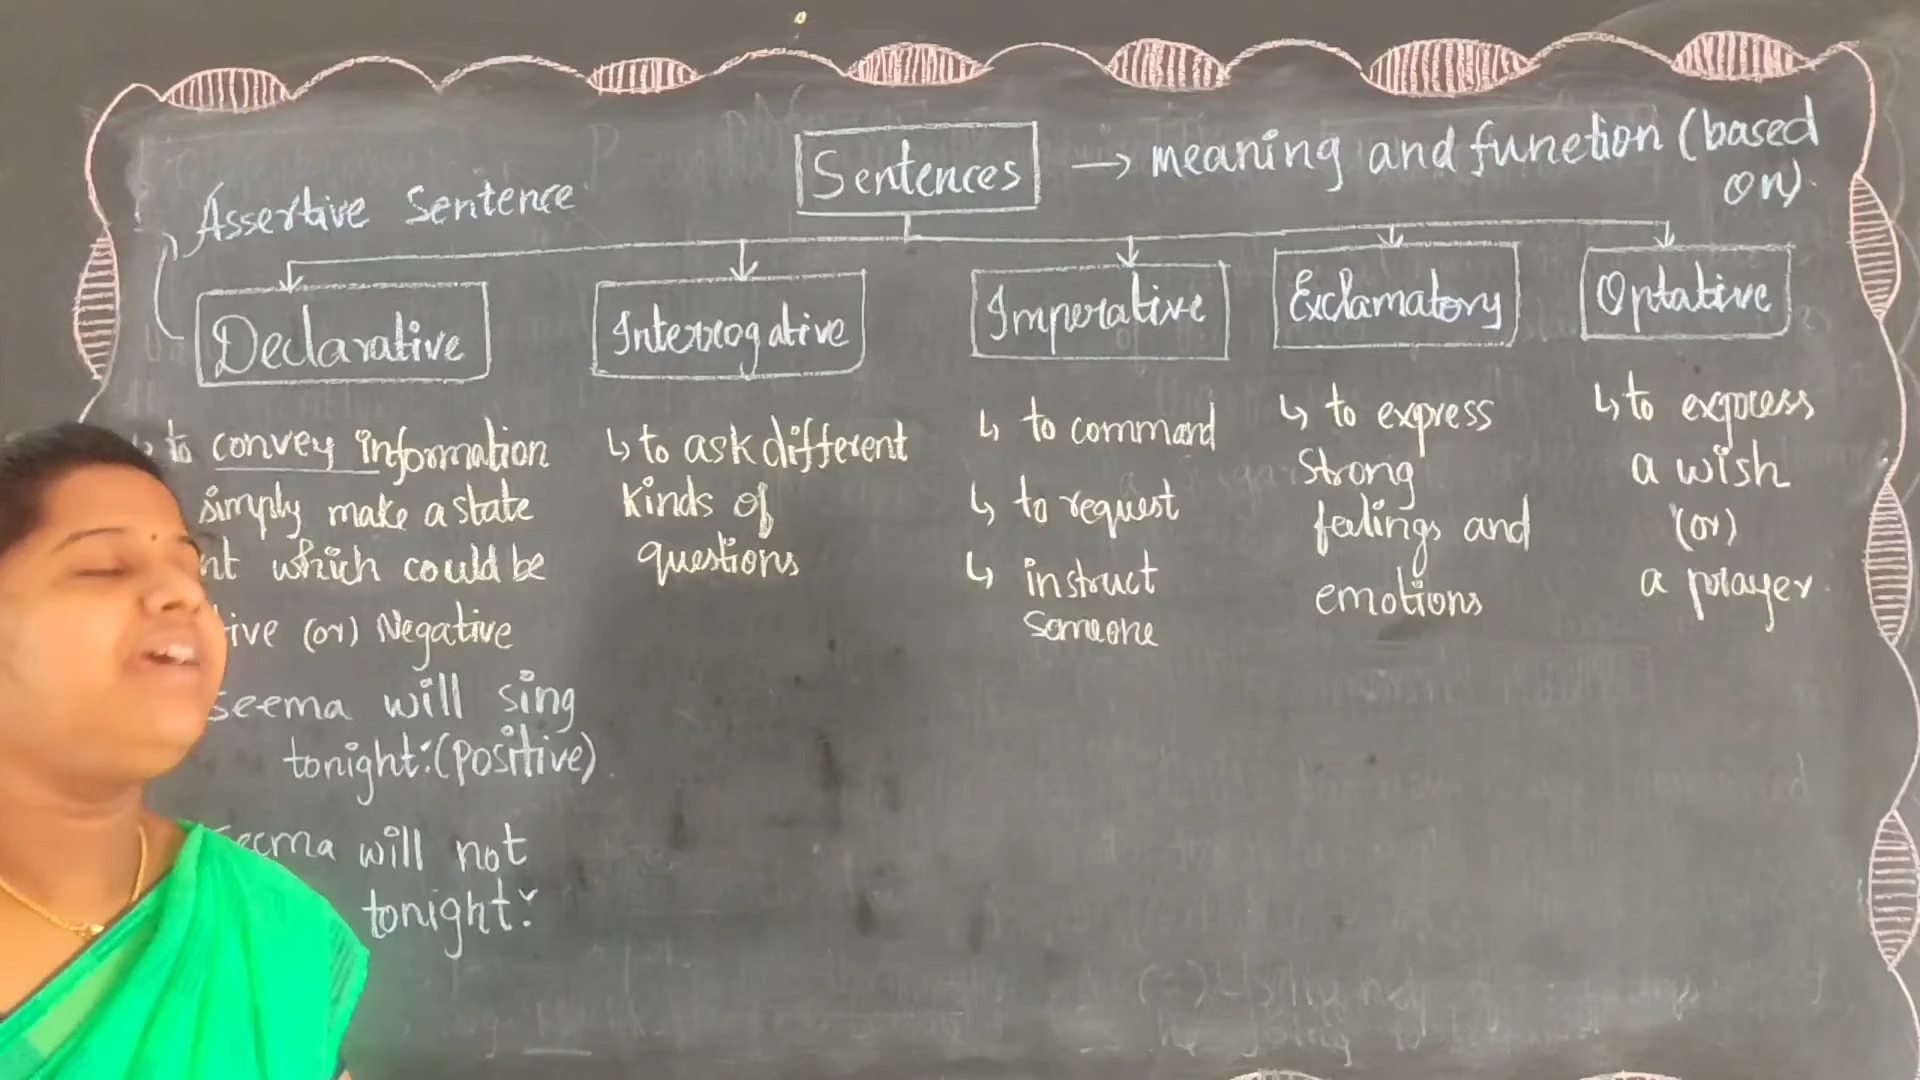 Sentences → meaning and function (based
on).
Assertive Sentence
Declarative
to convey information
simply make a state
nt which could be
ive (or) Negative
Seema will sing
tonight. (Positive)
Seema will not
tonight.
Interrogative
↳ to ask different
kinds of
questions
Imperative
↳ to command
↳ to request
↳ instruct
someone
Exclamatory
↳ to express
strong
feelings and
emotions
Optative
↳ to express
a wish
(or)
a prayer.